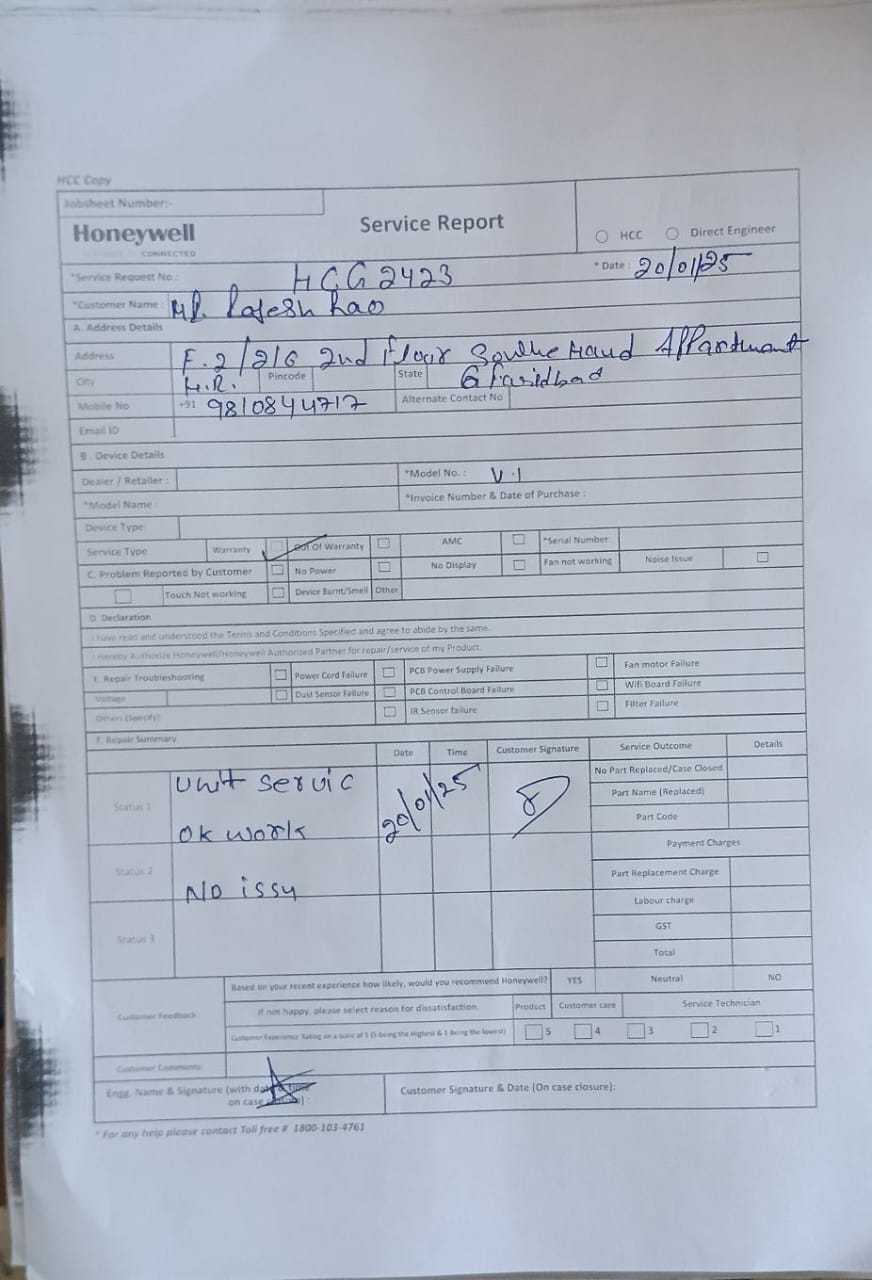 HCC Copy
Jobsheet Number:-
Honeywell
CONNECTED
Service Report
HCC Direct Engineer
*Service Request No.: HCG2423 * Date : 20/01/25
*Customer Name : Mr. Rajesh Rao
A. Address Details
Address F-2/216 2nd Floor
City H.R. Pincode State
Mobile No +91 9810844717 Alternate Contact No
Email ID
B. Device Details
Dealer / Retailer : *Model No. : V.1
*Model Name : *Invoice Number & Date of Purchase :
Device Type:
Service Type Warranty Out Of Warranty AMC *Serial Number:
C. Problem Reported by Customer No Power No Display Fan not working Noise Issue
Touch Not working Device Burnt/Smell Other
D. Declaration
I have read and understood the Terms and Conditions Specified and agree to abide by the same.
I Hereby Authorize Honeywell/Honeywell Authorized Partner for repair/service of my Product.
E. Repair Troubleshooting Power Cord Failure PCB Power Supply Failure Fan motor Failure
Voltage Dust Sensor Failure PCB Control Board Failure Wifi Board Failure
Others (Specify) IR Sensor failure Filter Failure
F. Repair Summary Date Time Customer Signature Service Outcome Details
No Part Replaced/Case Closed
Status 1 Unit servic 20/01/25 Part Name (Replaced)
ok work Part Code
Payment Charges
Status 2 Part Replacement Charge
No issy
Labour charge
GST
Status 3
Total
Based on your recent experience how likely, would you recommend Honeywell? YES Neutral NO
Customer Feedback If not happy, please select reason for dissatisfaction. Product Customer care Service Technician
Customer Experience Rating on a scale of 5 (5 being the Highest & 1 Being the lowest) 5 4 3 2 1
Customer Comments
Engg. Name & Signature (with date & time Customer Signature & Date (On case closure):
on case closure) :
* For any help please contact Toll free # 1800-103-4761